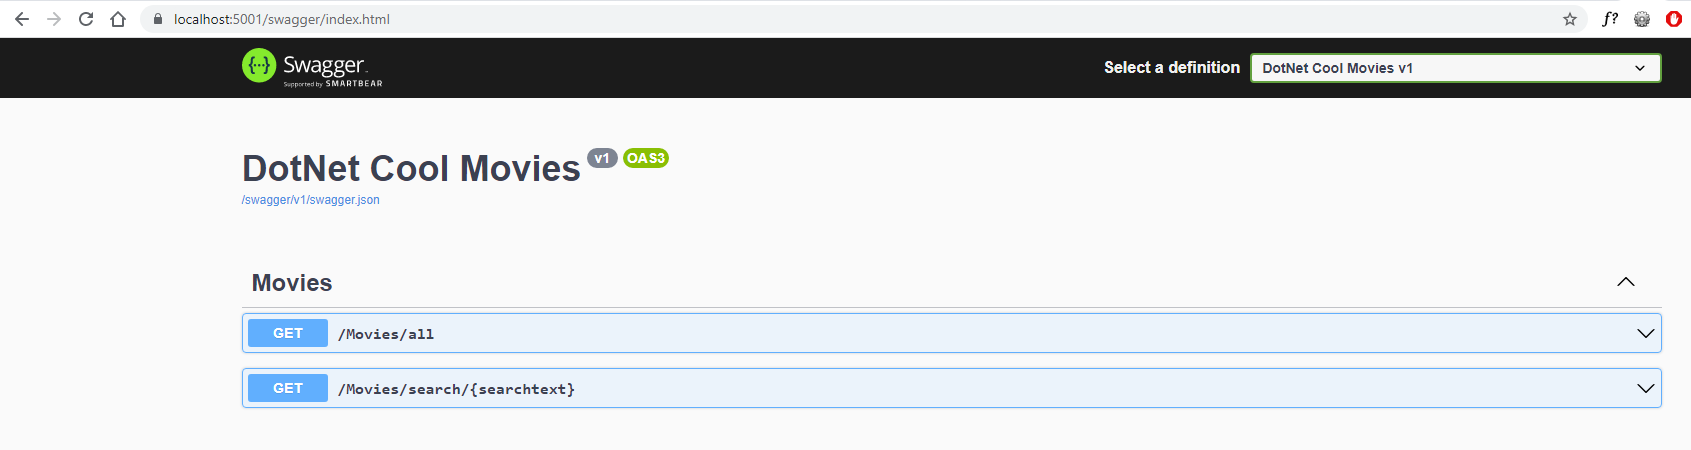 localhost:5001/swagger/index.html
f?
{···} Swagger
Supported by SMARTBEAR
Select a definition
DotNet Cool Movies v1
DotNet Cool Movies v1 OAS3
/swagger/v1/swagger.json
Movies
GET /Movies/all
GET /Movies/search/{searchtext}